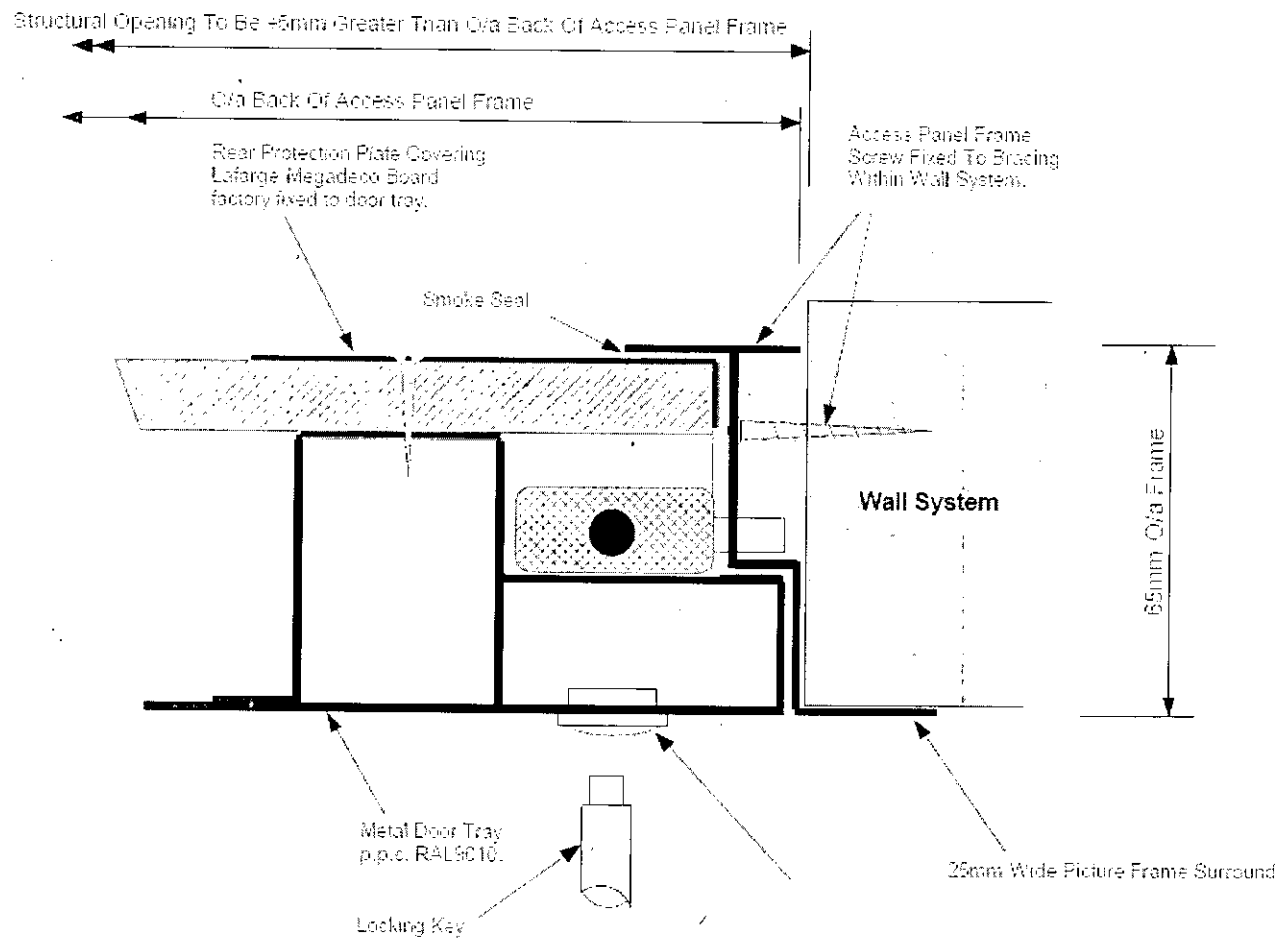 Structural Opening To Be +5mm Greater Than O/a Back Of Access Panel Frame
O/a Back Of Access Panel Frame
Rear Protection Plate Covering
Lafarge Megadeco Board
factory fixed to door tray.
Access Panel Frame
Screw Fixed To Bracing
Within Wall System.
Smoke Seal
Wall System
65mm O/a Frame
Metal Door Tray
p.p.c. RAL9010.
25mm Wide Picture Frame Surround
Locking Key